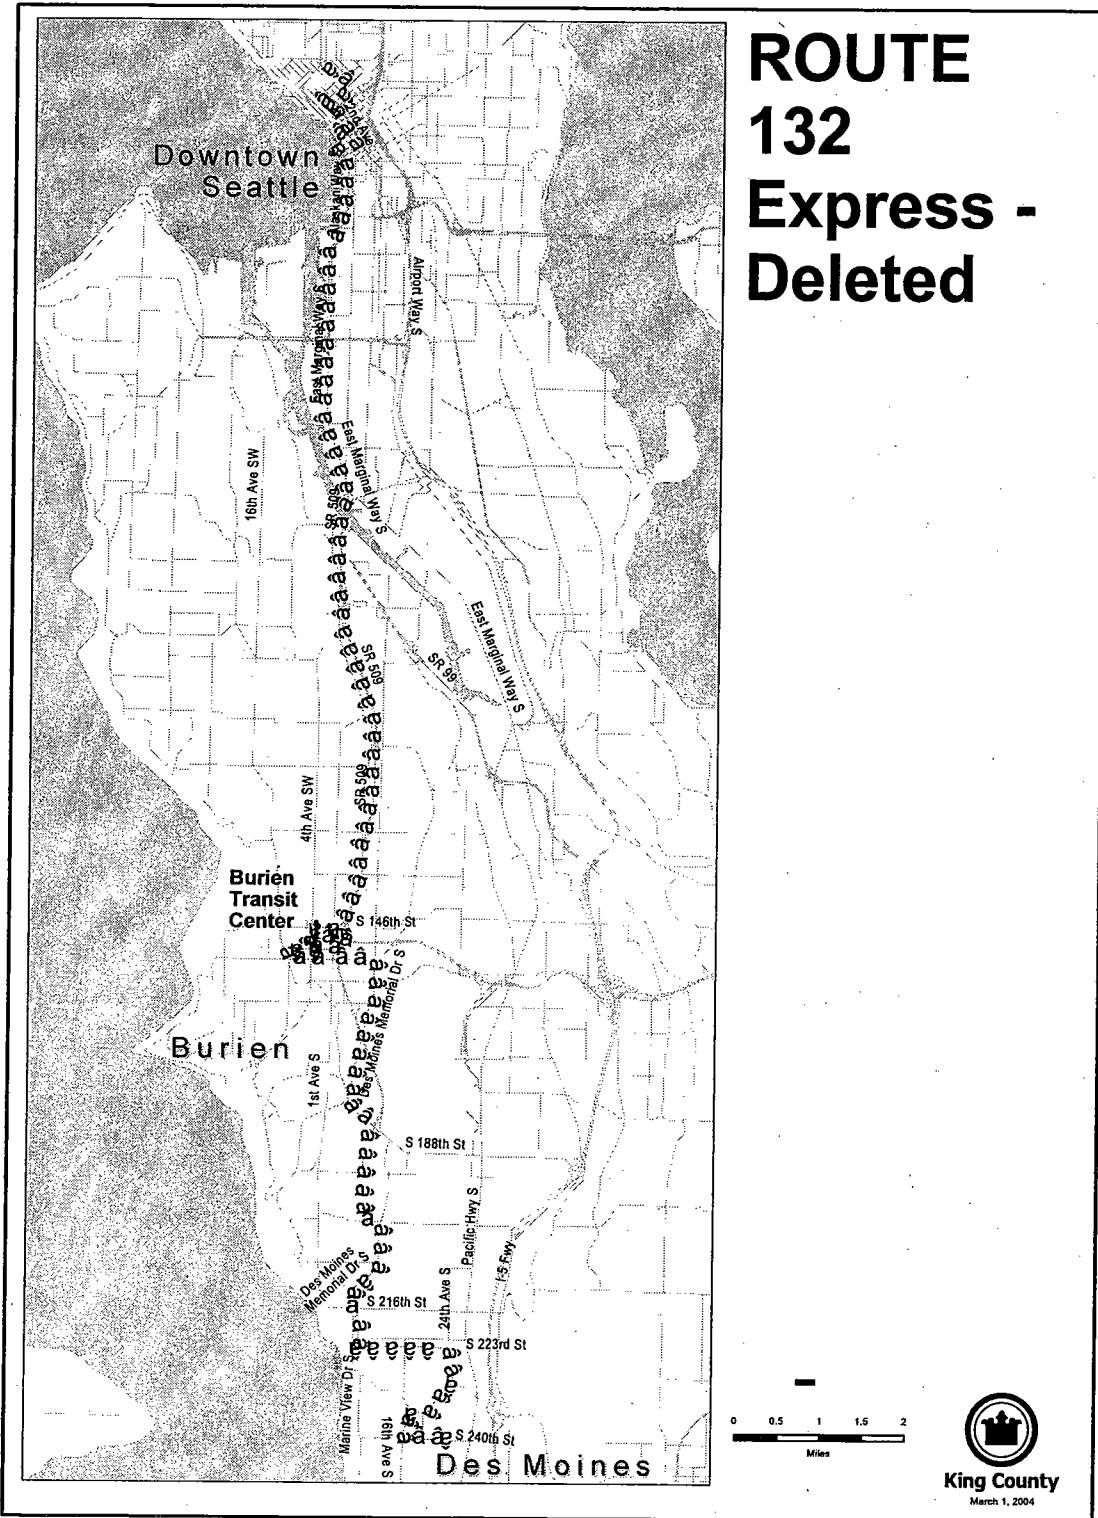 ROUTE
132
Express -
Deleted
2nd Ave
Downtown
Seattle
Airport Way S
East Marginal Way S
East Marginal Way S
16th Ave SW
SR 509
East Marginal Way S
SR 99
SR 509
SR 509
4th Ave SW
Burien
Transit
Center
S 146th St
Des Moines Memorial Dr S
Burien
1st Ave S
S 188th St
Pacific Hwy S
I-5 Fwy
Des Moines
Memorial Dr S
24th Ave S
S 216th St
S 223rd St
Marine View Dr S
16th Ave S
S 240th St
Des Moines
0 0.5 1 1.5 2
Miles
King County
March 1, 2004